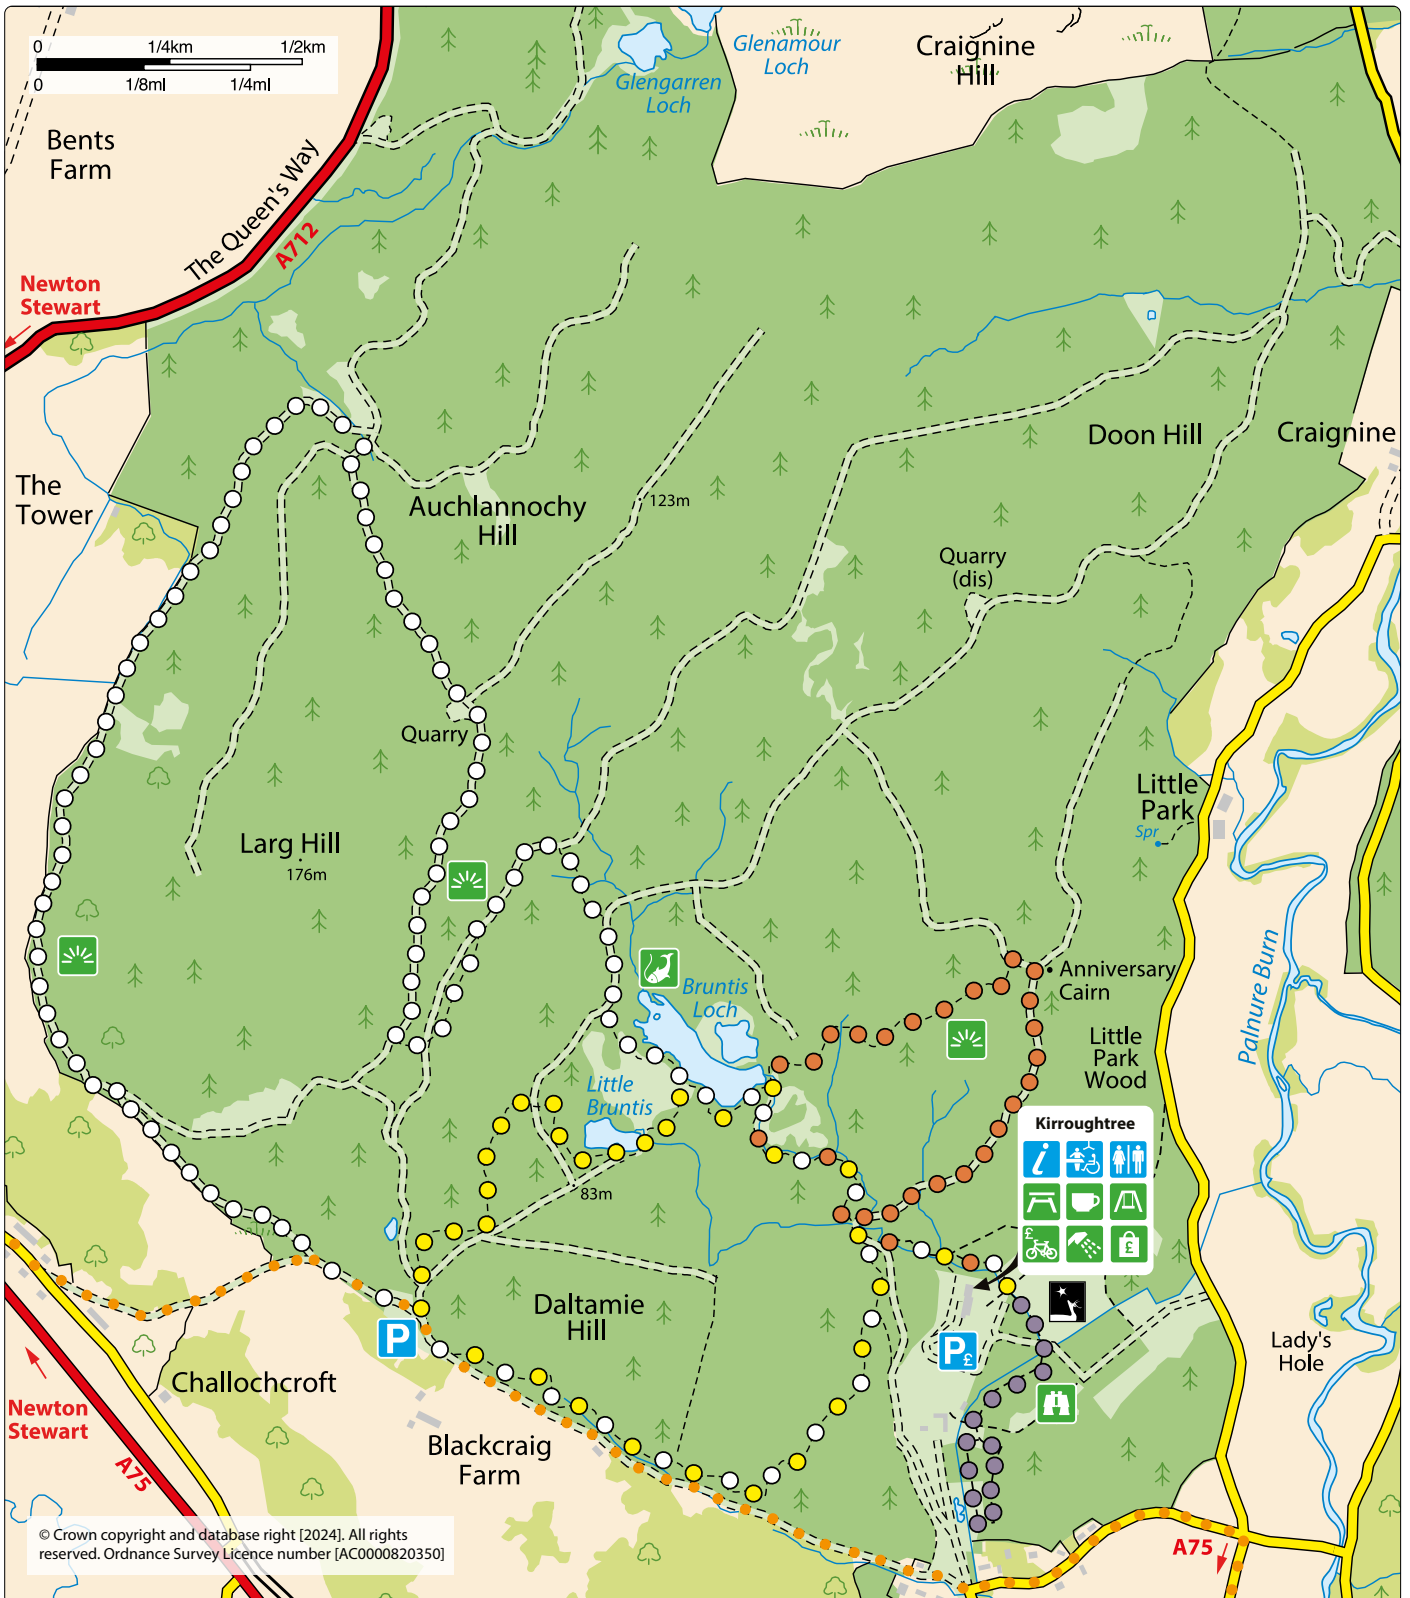 0 1/4km 1/2km
0 1/8ml 1/4ml
Glenamour
Loch
Craignine
Hill
Glengarren
Loch
Bents
Farm
The Queen's Way
A712
Newton
Stewart
Doon Hill
Craignine
The
Tower
Auchlannochy
Hill
123m
Quarry
(dis)
Quarry
Little
Park
Spr
Larg Hill
176m
Palnure Burn
Anniversary
Cairn
Bruntis
Loch
Little
Park
Wood
Little
Bruntis
Kirroughtree
i
£
£
83m
Daltamie
Hill
P
P£
Lady's
Hole
Challochcroft
Newton
Stewart
A75
Blackcraig
Farm
© Crown copyright and database right [2024]. All rights
reserved. Ordnance Survey Licence number [AC0000820350]
A75